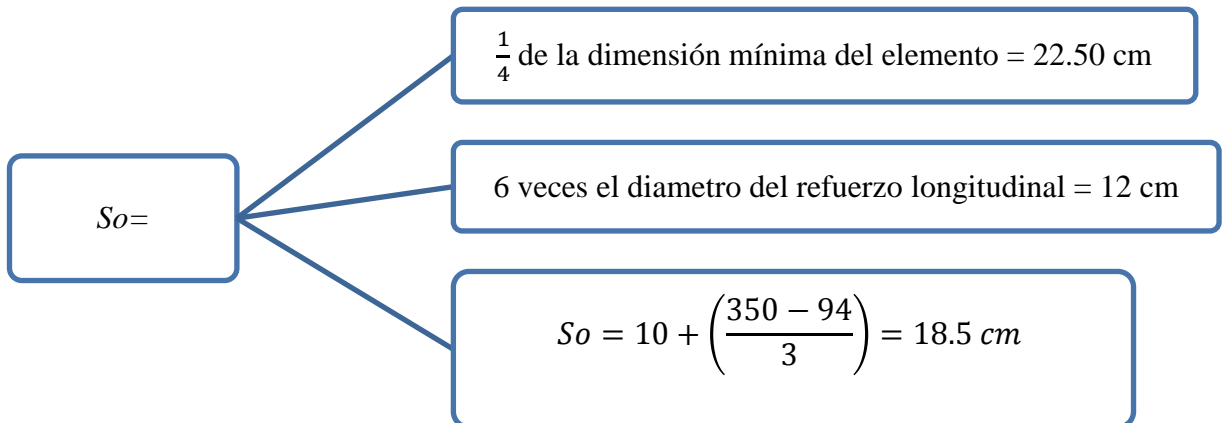 1/4 de la dimensión mínima del elemento = 22.50 cm
6 veces el diametro del refuerzo longitudinal = 12 cm
So=
So = 10 + ((350 − 94)/3) = 18.5 cm